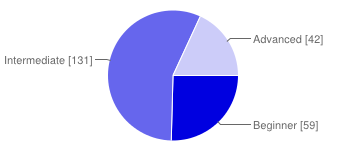 Advanced [42]
Intermediate [131]
Beginner [59]